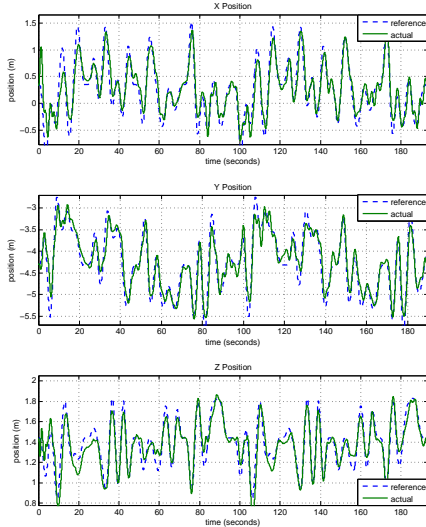 X Position
position (m)
1.5
1
0.5
0
−0.5
reference
actual
0 20 40 60 80 100 120 140 160 180
time (seconds)
Y Position
position (m)
−3
−3.5
−4
−4.5
−5
−5.5
reference
actual
0 20 40 60 80 100 120 140 160 180
time (seconds)
Z Position
position (m)
2
1.8
1.6
1.4
1.2
1
0.8
reference
actual
0 20 40 60 80 100 120 140 160 180
time (seconds)